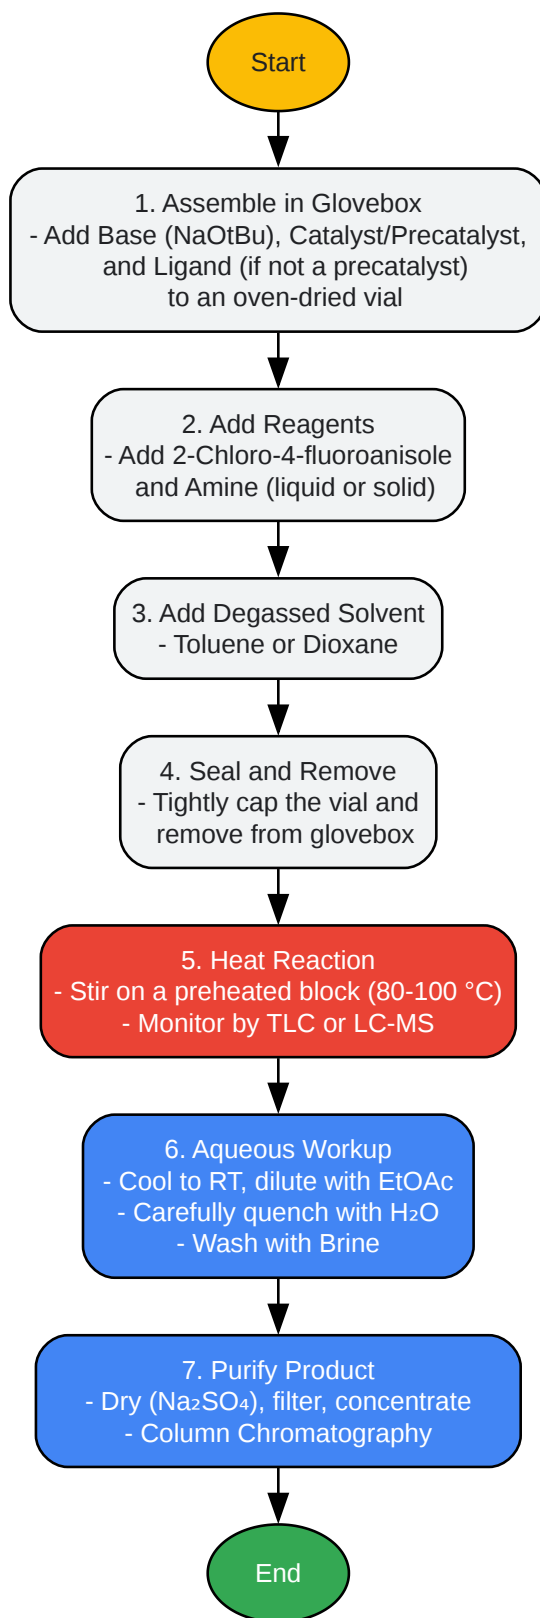 Start
1. Assemble in Glovebox
- Add Base (NaOtBu), Catalyst/Precatalyst,
and Ligand (if not a precatalyst)
to an oven-dried vial
2. Add Reagents
- Add 2-Chloro-4-fluoroanisole
and Amine (liquid or solid)
3. Add Degassed Solvent
- Toluene or Dioxane
4. Seal and Remove
- Tightly cap the vial and
remove from glovebox
5. Heat Reaction
- Stir on a preheated block (80-100 °C)
- Monitor by TLC or LC-MS
6. Aqueous Workup
- Cool to RT, dilute with EtOAc
- Carefully quench with H₂O
- Wash with Brine
7. Purify Product
- Dry (Na₂SO₄), filter, concentrate
- Column Chromatography
End